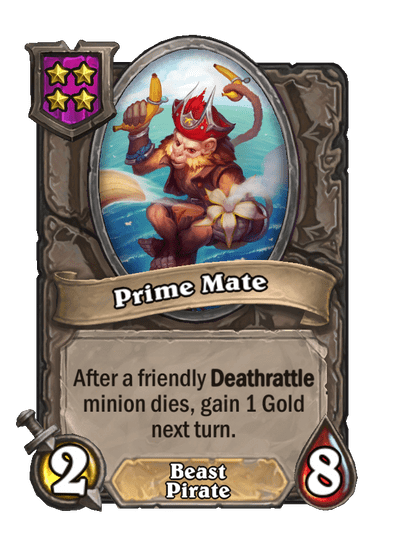 Prime Mate
After a friendly Deathrattle
minion dies, gain 1 Gold
next turn.
2
Beast
Pirate
8